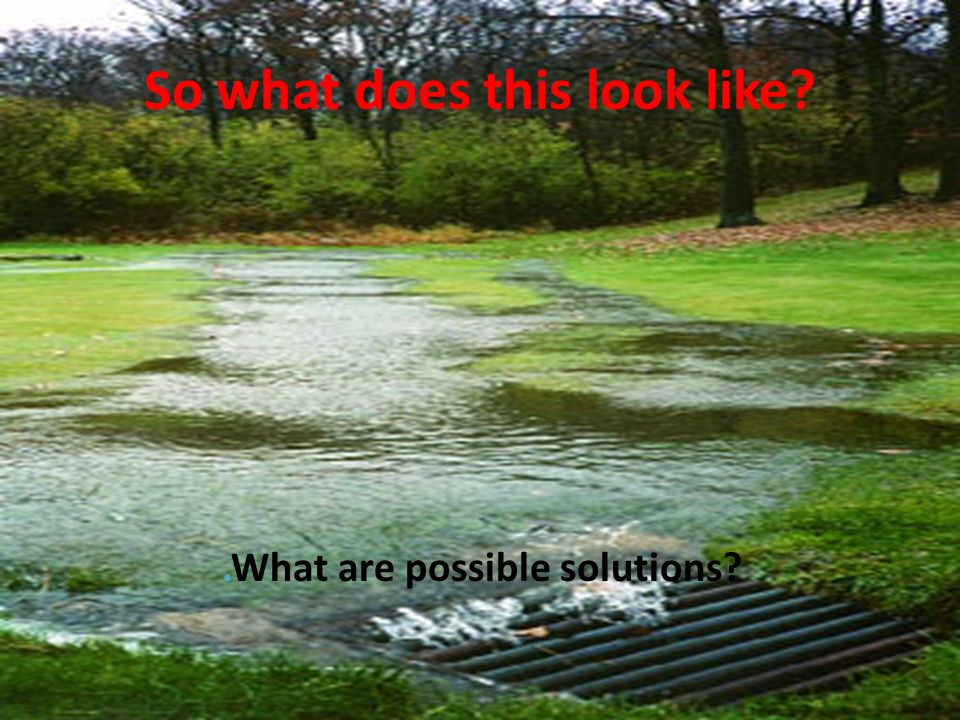 So what does this look like?
.What are possible solutions?